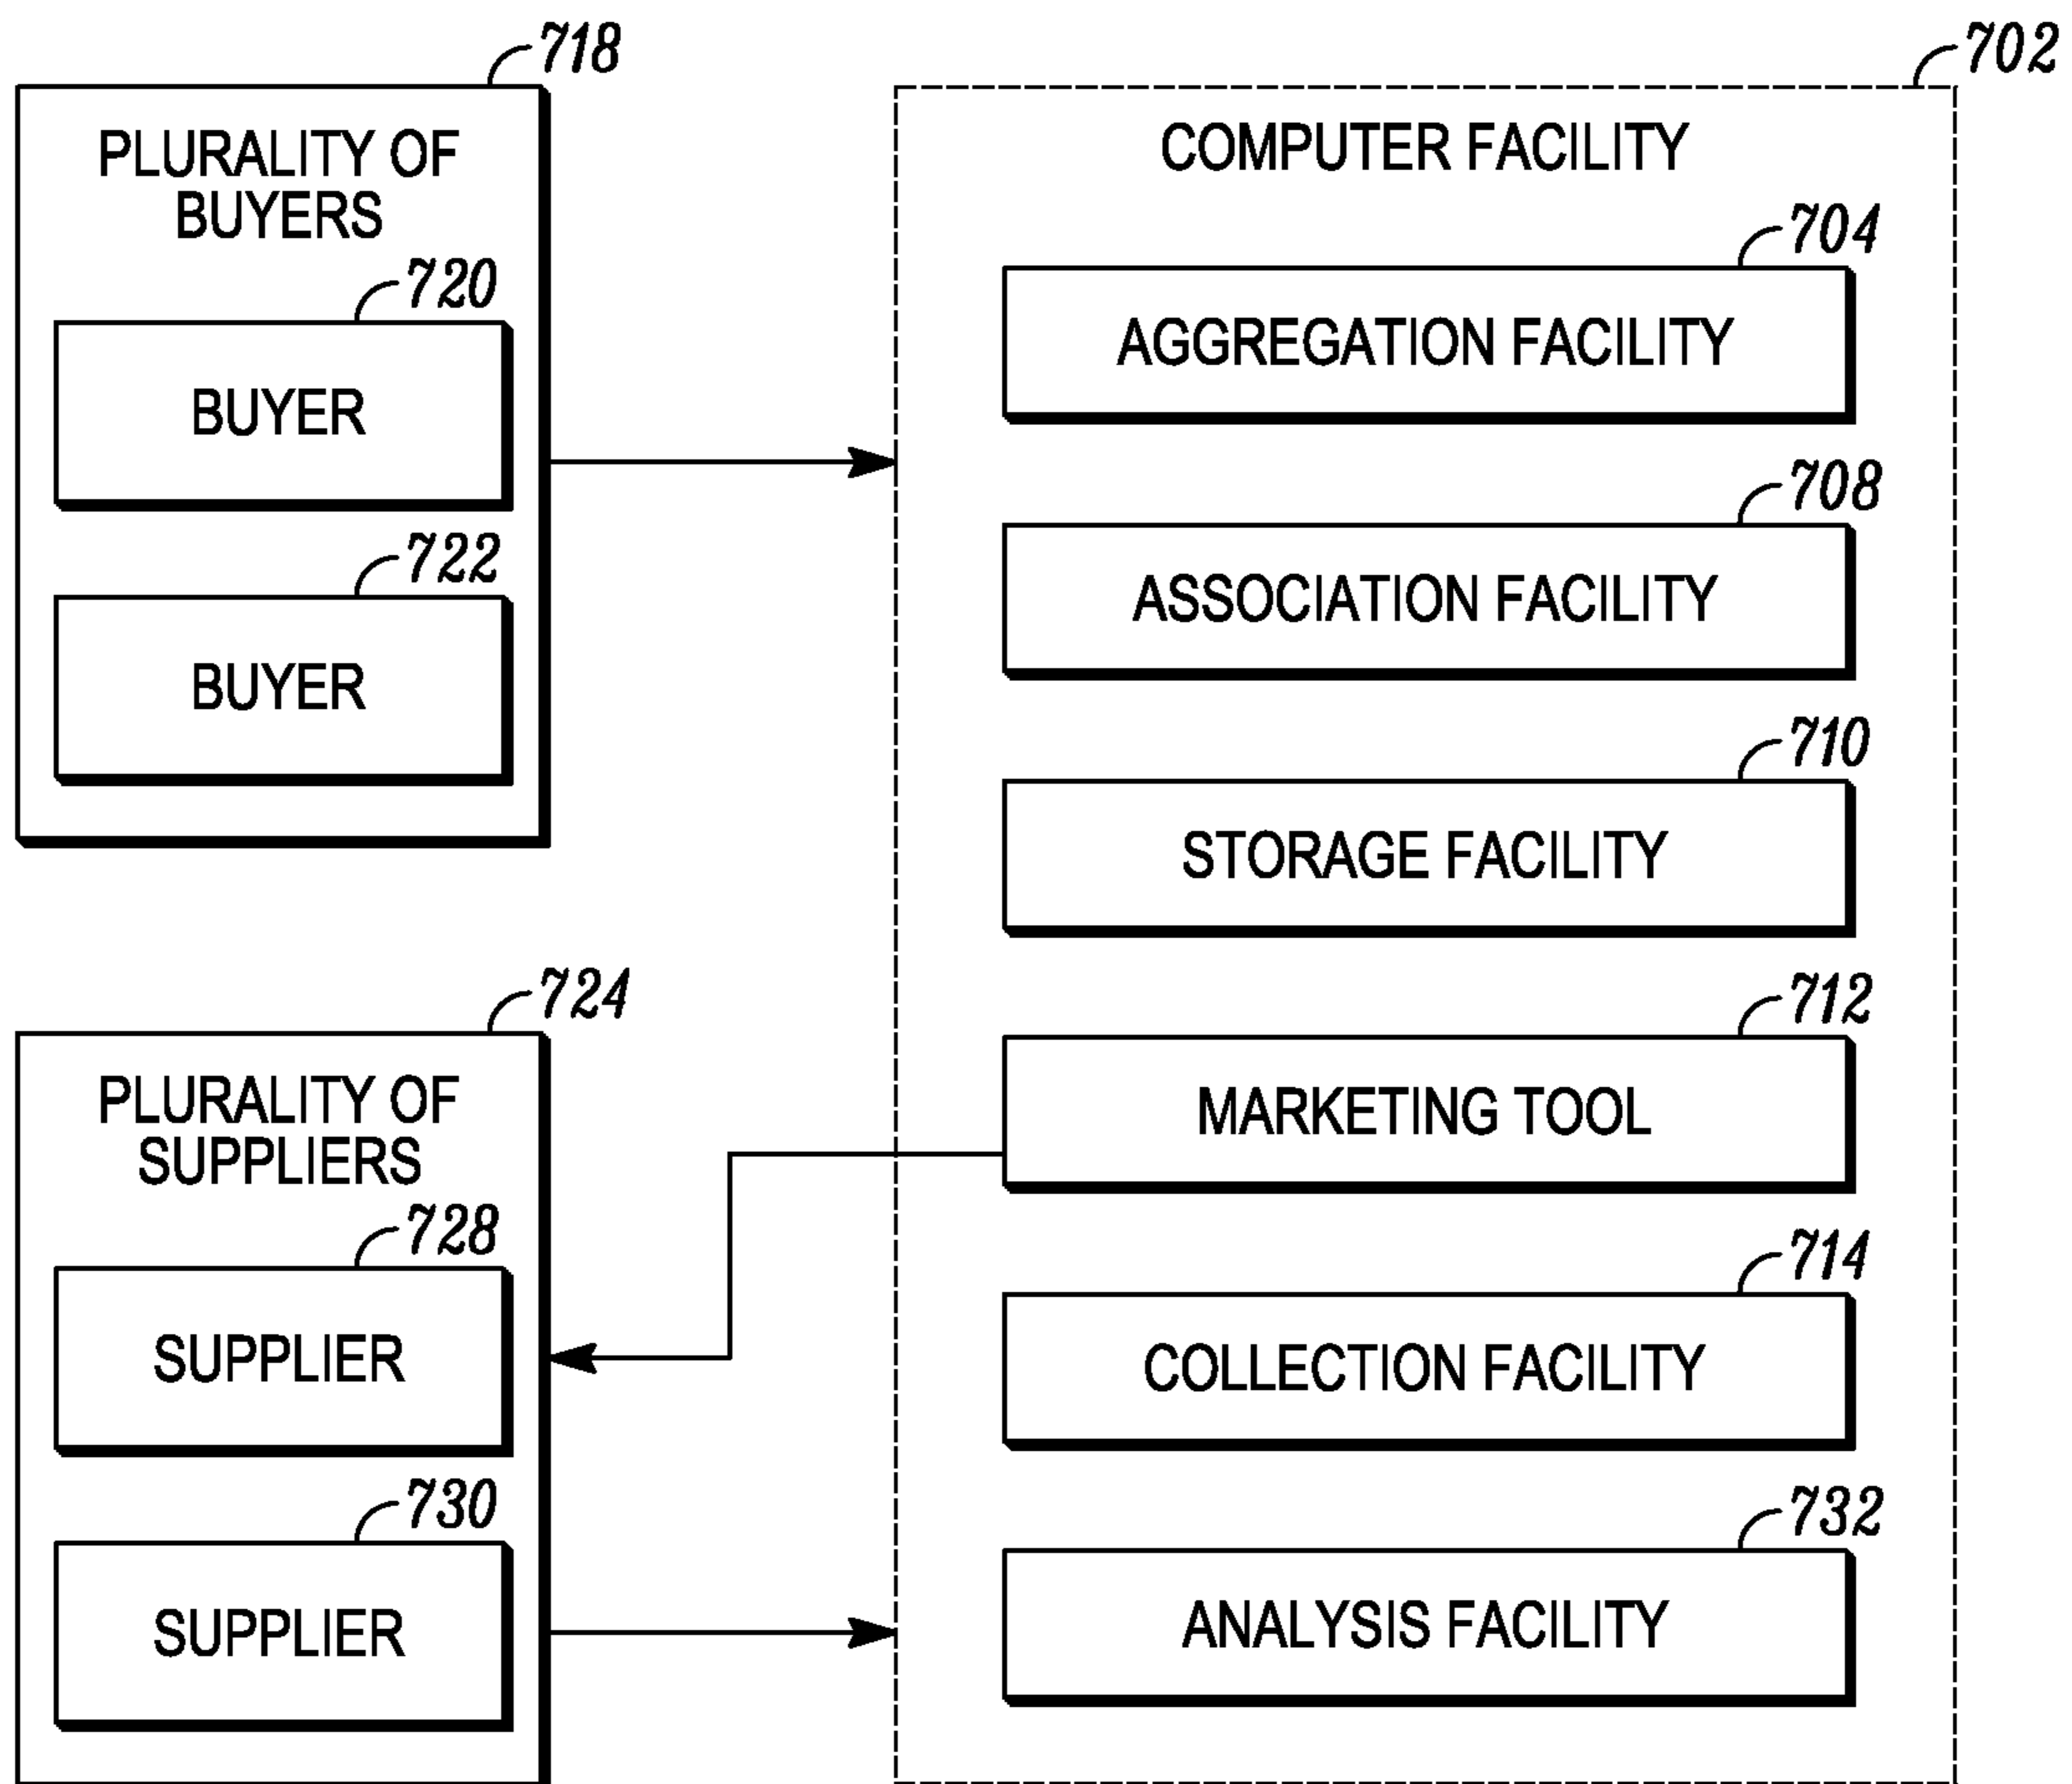 718
PLURALITY OF
BUYERS
720
BUYER
722
BUYER
724
PLURALITY OF
SUPPLIERS
728
SUPPLIER
730
SUPPLIER
702
COMPUTER FACILITY
704
AGGREGATION FACILITY
708
ASSOCIATION FACILITY
710
STORAGE FACILITY
712
MARKETING TOOL
714
COLLECTION FACILITY
732
ANALYSIS FACILITY